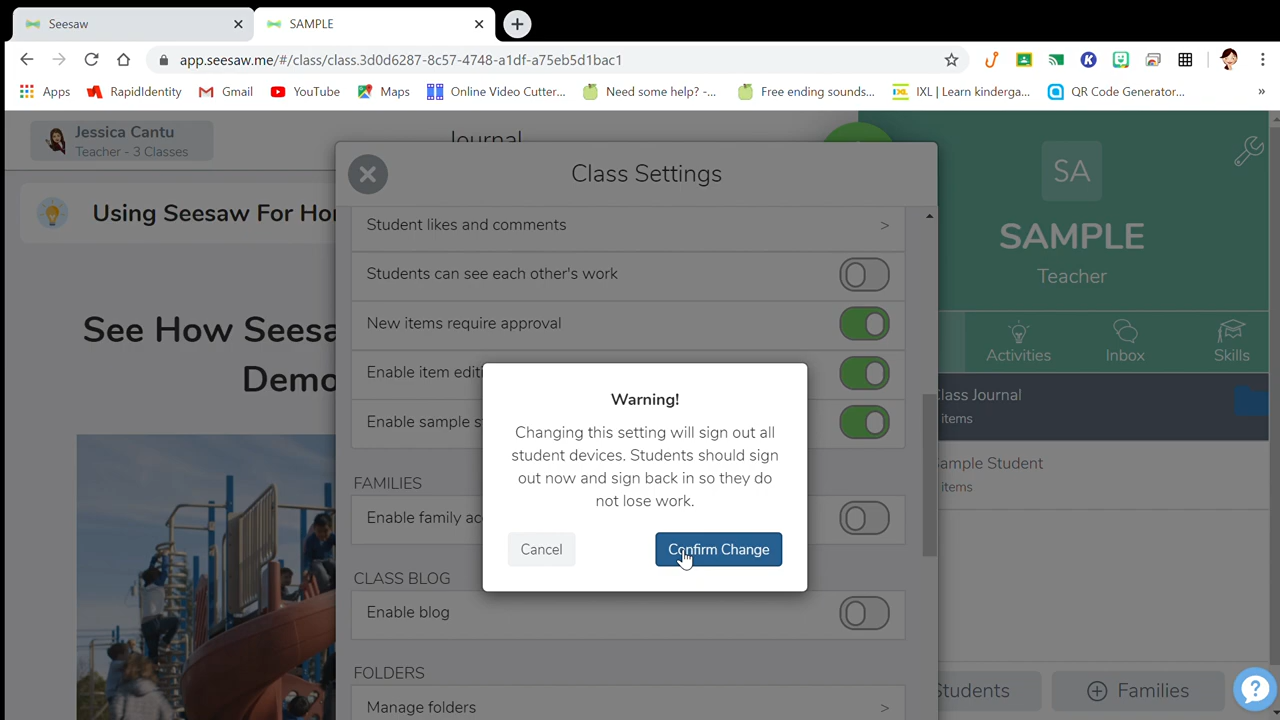 Seesaw
SAMPLE
app.seesaw.me/#/class/class.3d0d6287-8c57-4748-a1df-a75eb5d1bac1
Apps RapidIdentity Gmail YouTube Maps Online Video Cutter... Need some help? -... Free ending sounds... IXL | Learn kinderga... QR Code Generator... »
Jessica Cantu
Teacher - 3 Classes
Journal
Class Settings
SA
SAMPLE
Teacher
Using Seesaw For Ho
See How Seesa
Demo
Student likes and comments >
Students can see each other's work
New items require approval
Enable item edit
Enable sample s
FAMILIES
Enable family ac
CLASS BLOG
Enable blog
FOLDERS
Manage folders >
Warning!
Changing this setting will sign out all
student devices. Students should sign
out now and sign back in so they do
not lose work.
Cancel
Confirm Change
Activities
Inbox
Skills
lass Journal
items
ample Student
items
Students
Families
?